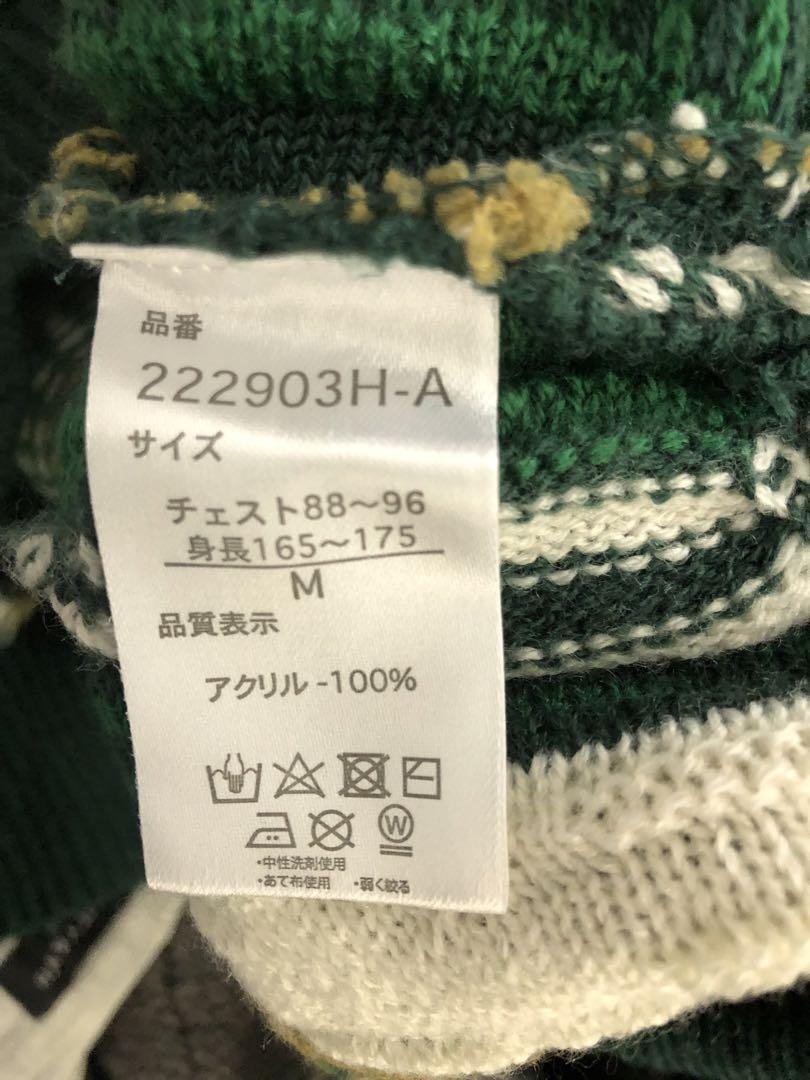 品番
222903H-A
サイズ
チェスト88〜96
身長165〜175
M
品質表示
アクリル -100%
W
・中性洗剤使用
・あて布使用 ・弱く絞る